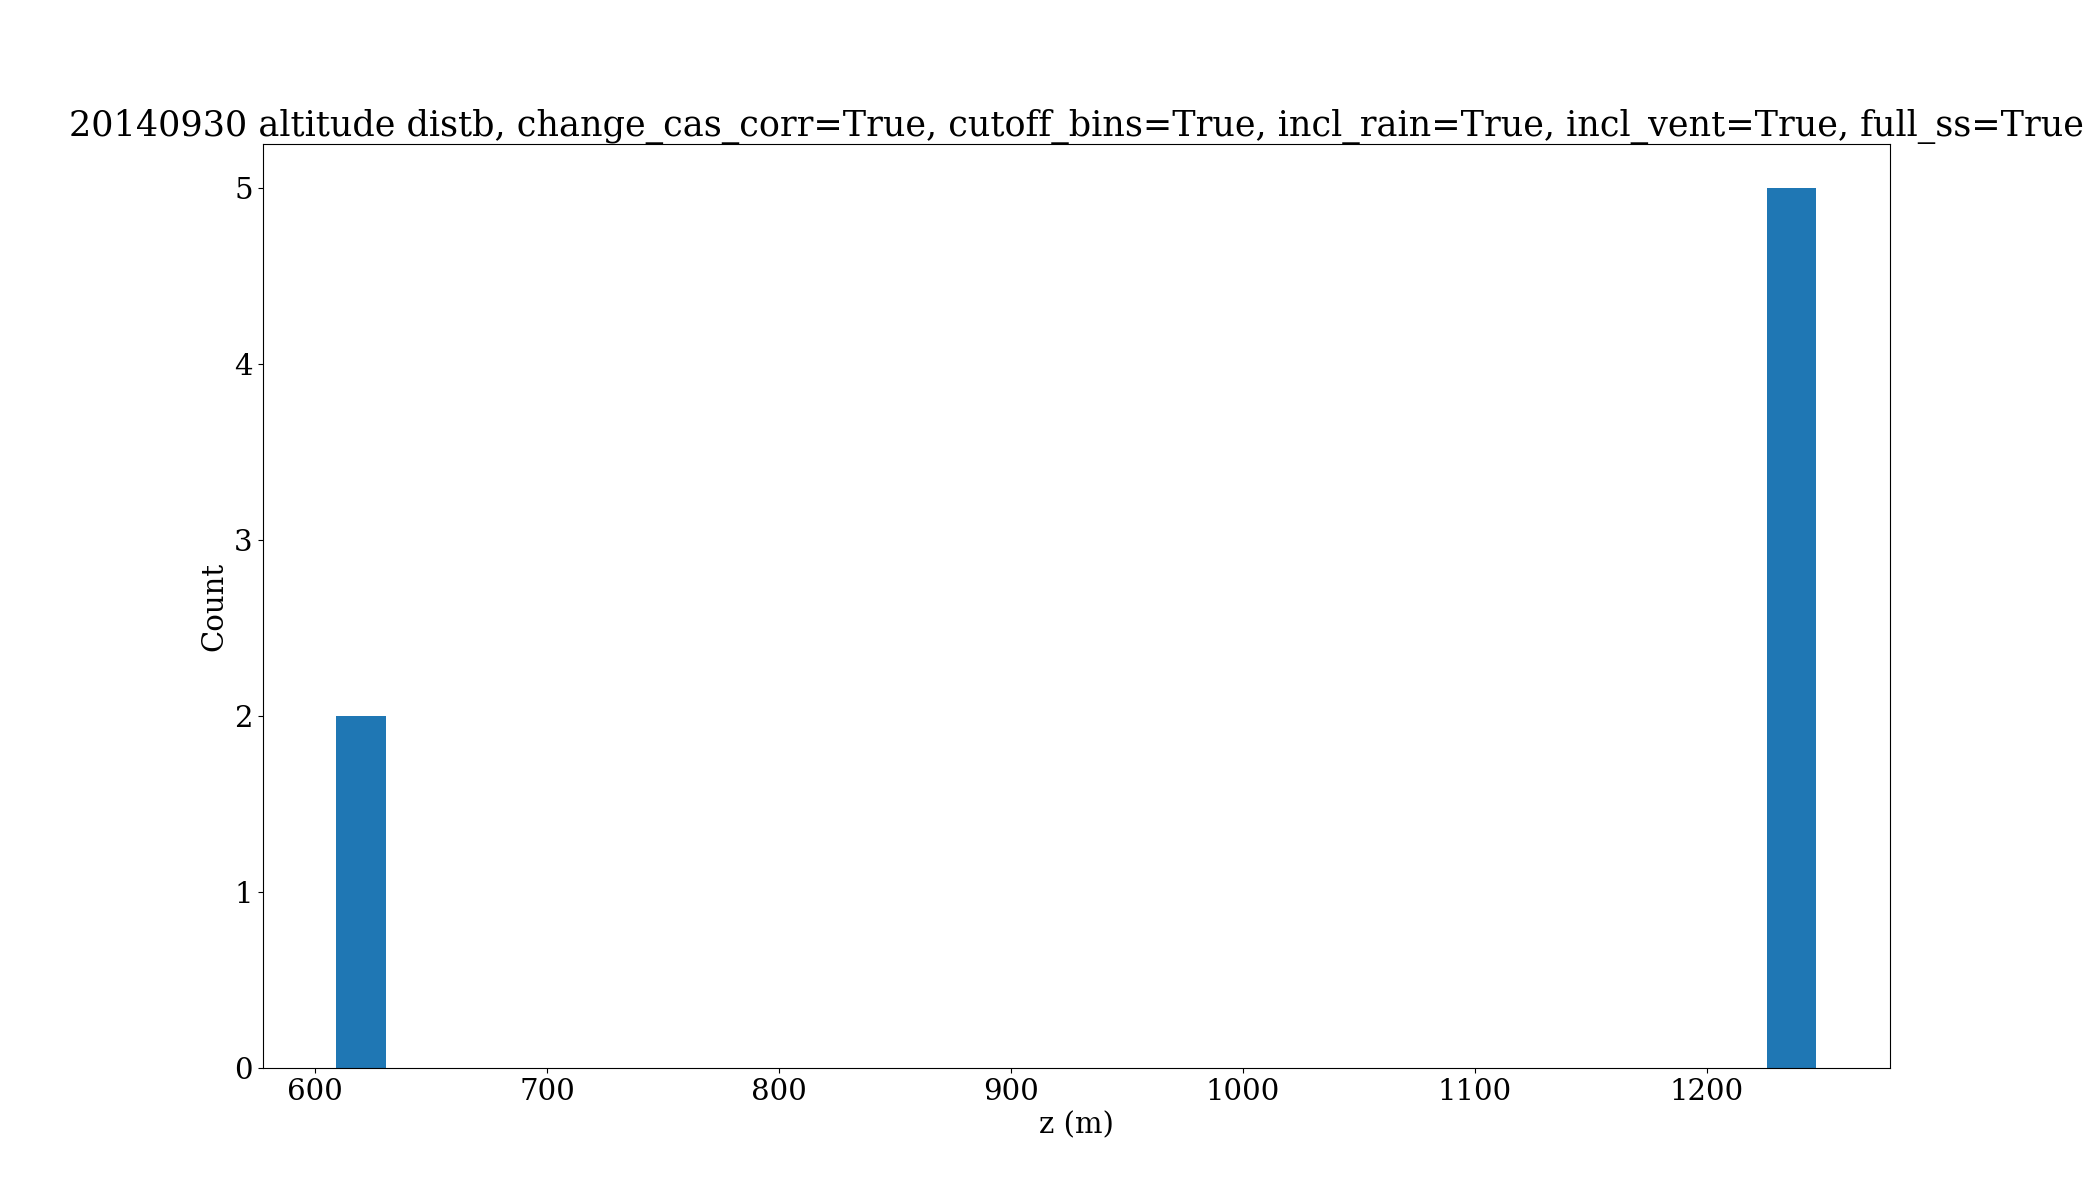 20140930 altitude distb, change_cas_corr=True, cutoff_bins=True, incl_rain=True, incl_vent=True, full_ss=True
5
4
3
2
1
0
Count
600 700 800 900 1000 1100 1200
z (m)